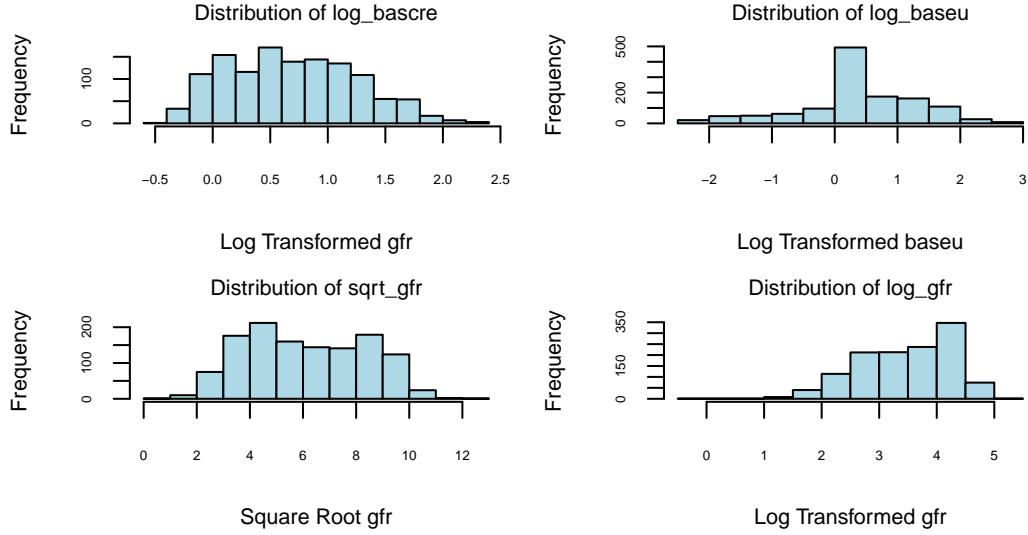 Distribution of log_bascre
Frequency
0 100
−0.5 0.0 0.5 1.0 1.5 2.0 2.5
Log Transformed gfr
Distribution of log_baseu
Frequency
0 200 500
−2 −1 0 1 2 3
Log Transformed baseu
Distribution of sqrt_gfr
Frequency
0 100 200
0 2 4 6 8 10 12
Square Root gfr
Distribution of log_gfr
Frequency
0 150 350
0 1 2 3 4 5
Log Transformed gfr